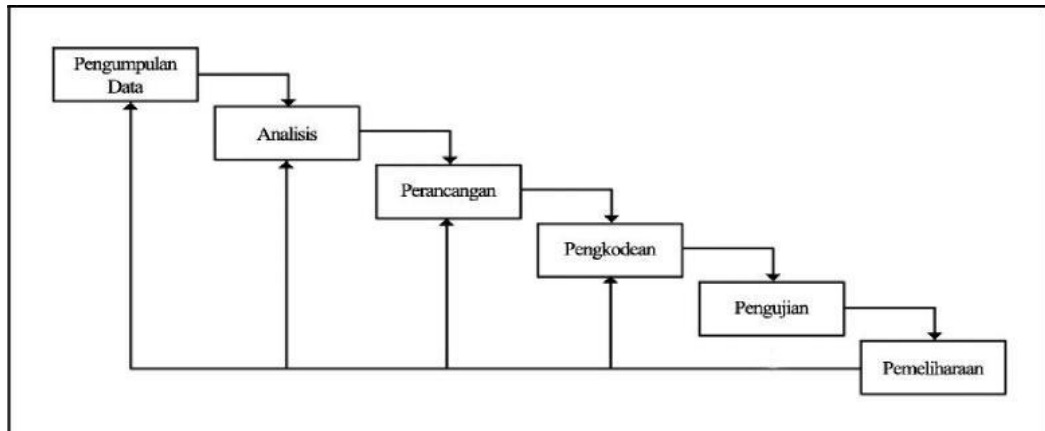 Pengumpulan
Data
Analisis
Perancangan
Pengkodean
Pengujian
Pemeliharaan